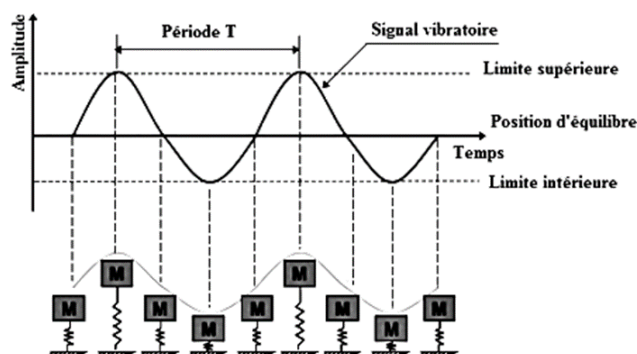 Amplitude
Période T
Signal vibratoire
Limite supérieure
Position d'équilibre
Temps
Limite intérieure
M
M
M
M
M
M
M
M
M